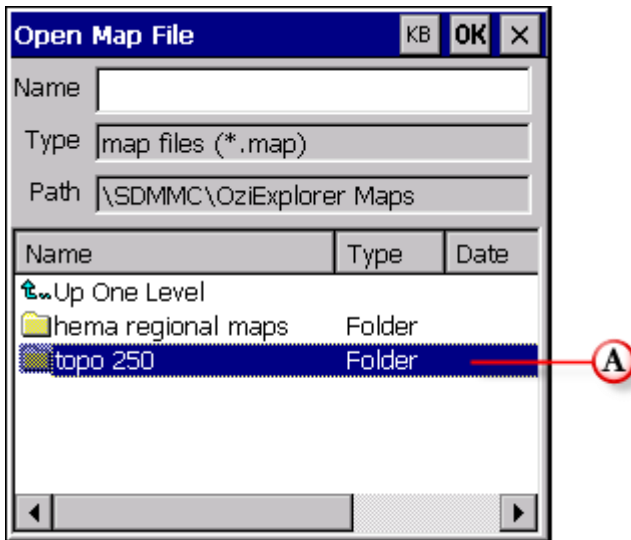 Open Map File KB OK ×
Name
Type map files (*.map)
Path \SDMMC\OziExplorer Maps
Name Type Date
Up One Level
hema regional maps Folder
topo 250 Folder
A